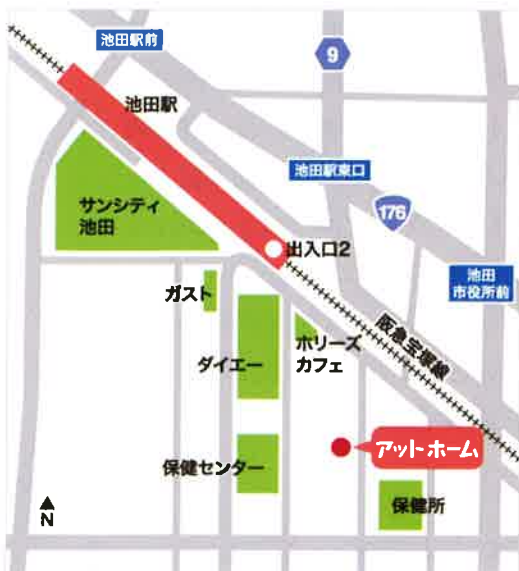 池田駅前
9
池田駅
池田駅東口
サンシティ
池田
176
出入口2
池田
市役所前
ガスト
阪急宝塚線
ホリーズ
カフェ
ダイエー
アットホーム
保健センター
保健所
N